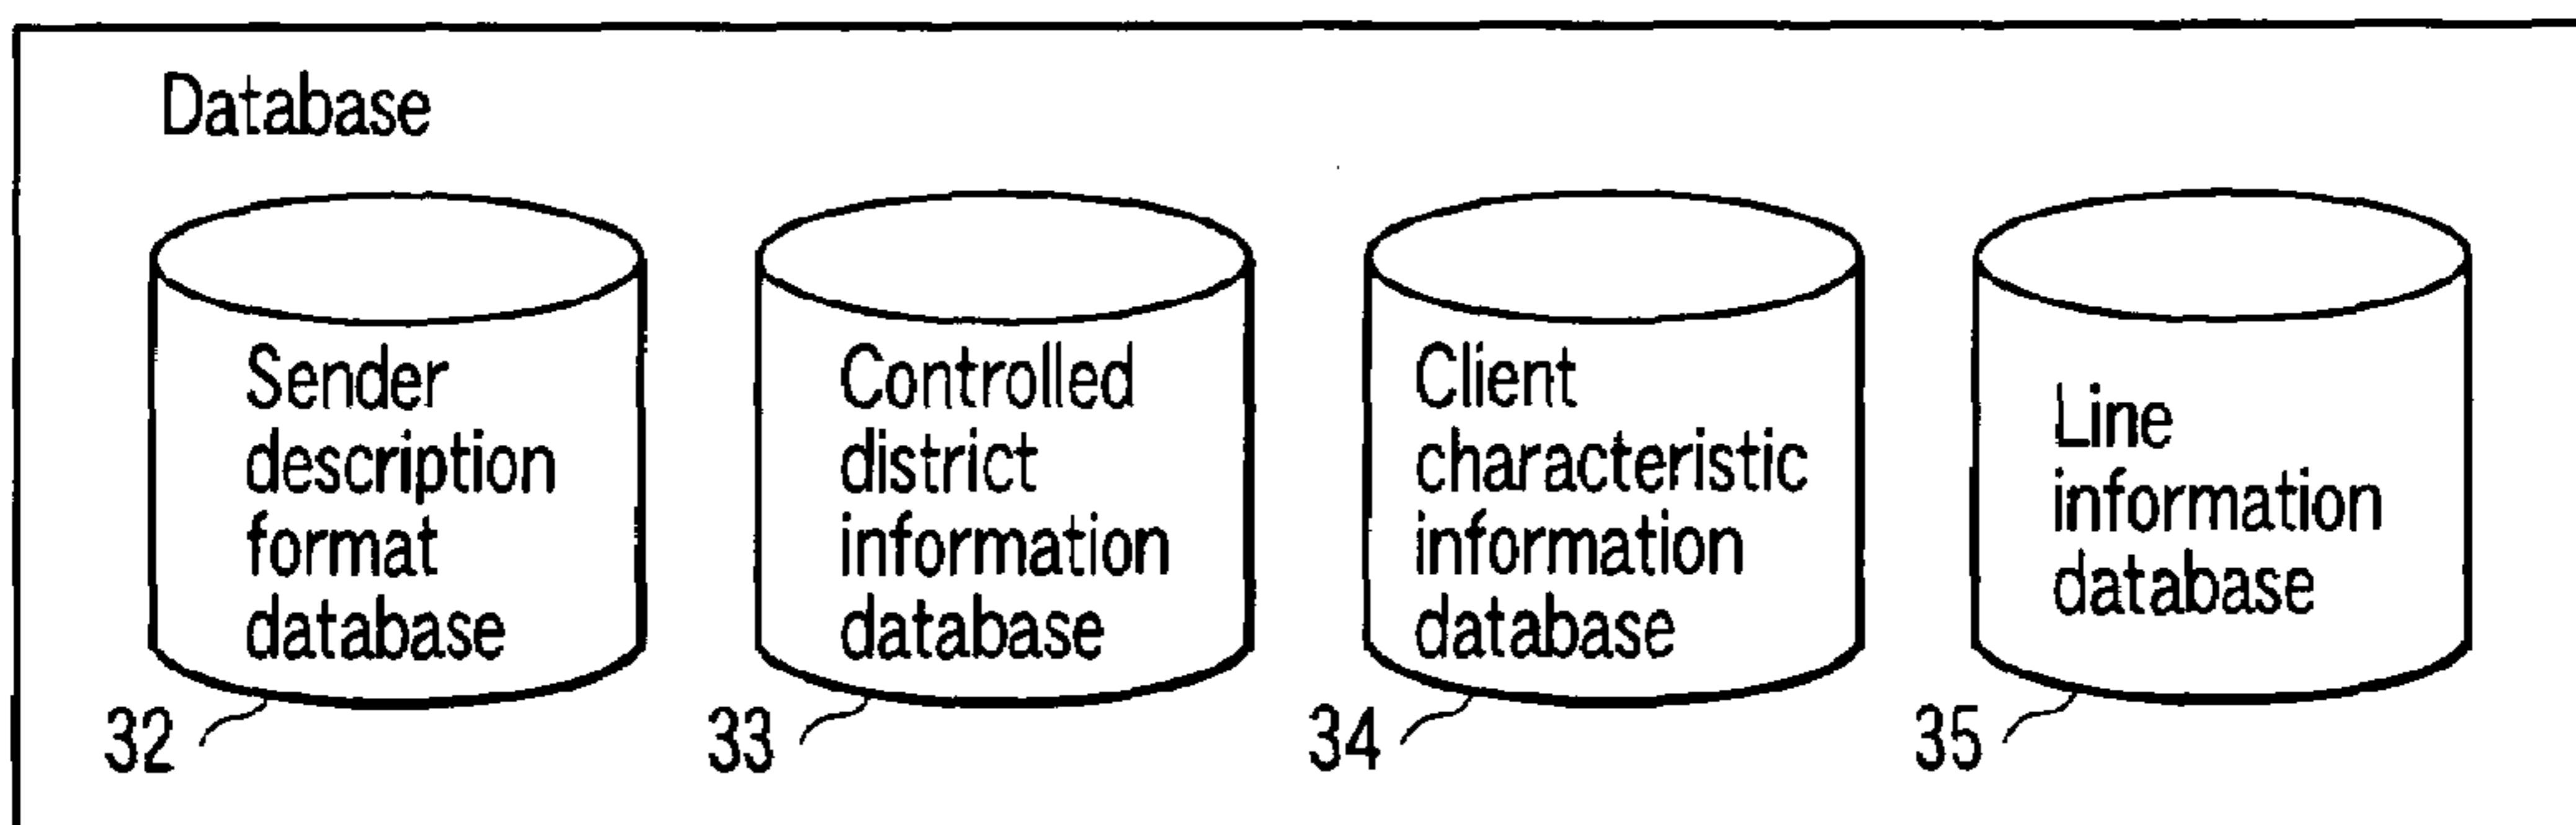 Database
Sender
description
format
database
32
Controlled
district
information
database
33
Client
characteristic
information
database
34
Line
information
database
35